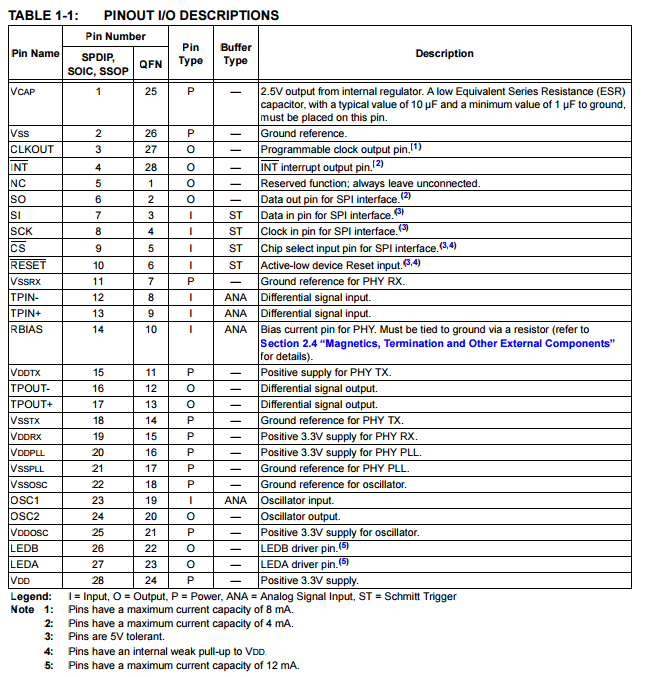 TABLE 1-1: PINOUT I/O DESCRIPTIONS
Pin Name Pin Number Pin Type Buffer Type Description
SPDIP, SOIC, SSOP QFN
VCAP 1 25 P — 2.5V output from internal regulator. A low Equivalent Series Resistance (ESR)
capacitor, with a typical value of 10 µF and a minimum value of 1 µF to ground,
must be placed on this pin.
VSS 2 26 P — Ground reference.
CLKOUT 3 27 O — Programmable clock output pin.(1)
INT 4 28 O — INT interrupt output pin.(2)
NC 5 1 O — Reserved function; always leave unconnected.
SO 6 2 O — Data out pin for SPI interface.(2)
SI 7 3 I ST Data in pin for SPI interface.(3)
SCK 8 4 I ST Clock in pin for SPI interface.(3)
CS 9 5 I ST Chip select input pin for SPI interface.(3,4)
RESET 10 6 I ST Active-low device Reset input.(3,4)
VSSRX 11 7 P — Ground reference for PHY RX.
TPIN- 12 8 I ANA Differential signal input.
TPIN+ 13 9 I ANA Differential signal input.
RBIAS 14 10 I ANA Bias current pin for PHY. Must be tied to ground via a resistor (refer to
Section 2.4 “Magnetics, Termination and Other External Components”
for details).
VDDTX 15 11 P — Positive supply for PHY TX.
TPOUT- 16 12 O — Differential signal output.
TPOUT+ 17 13 O — Differential signal output.
VSSTX 18 14 P — Ground reference for PHY TX.
VDDRX 19 15 P — Positive 3.3V supply for PHY RX.
VDDPLL 20 16 P — Positive 3.3V supply for PHY PLL.
VSSPLL 21 17 P — Ground reference for PHY PLL.
VSSOSC 22 18 P — Ground reference for oscillator.
OSC1 23 19 I ANA Oscillator input.
OSC2 24 20 O — Oscillator output.
VDDOSC 25 21 P — Positive 3.3V supply for oscillator.
LEDB 26 22 O — LEDB driver pin.(5)
LEDA 27 23 O — LEDA driver pin.(5)
VDD 28 24 P — Positive 3.3V supply.
Legend: I = Input, O = Output, P = Power, ANA = Analog Signal Input, ST = Schmitt Trigger
Note 1: Pins have a maximum current capacity of 8 mA.
2: Pins have a maximum current capacity of 4 mA.
3: Pins are 5V tolerant.
4: Pins have an internal weak pull-up to VDD.
5: Pins have a maximum current capacity of 12 mA.